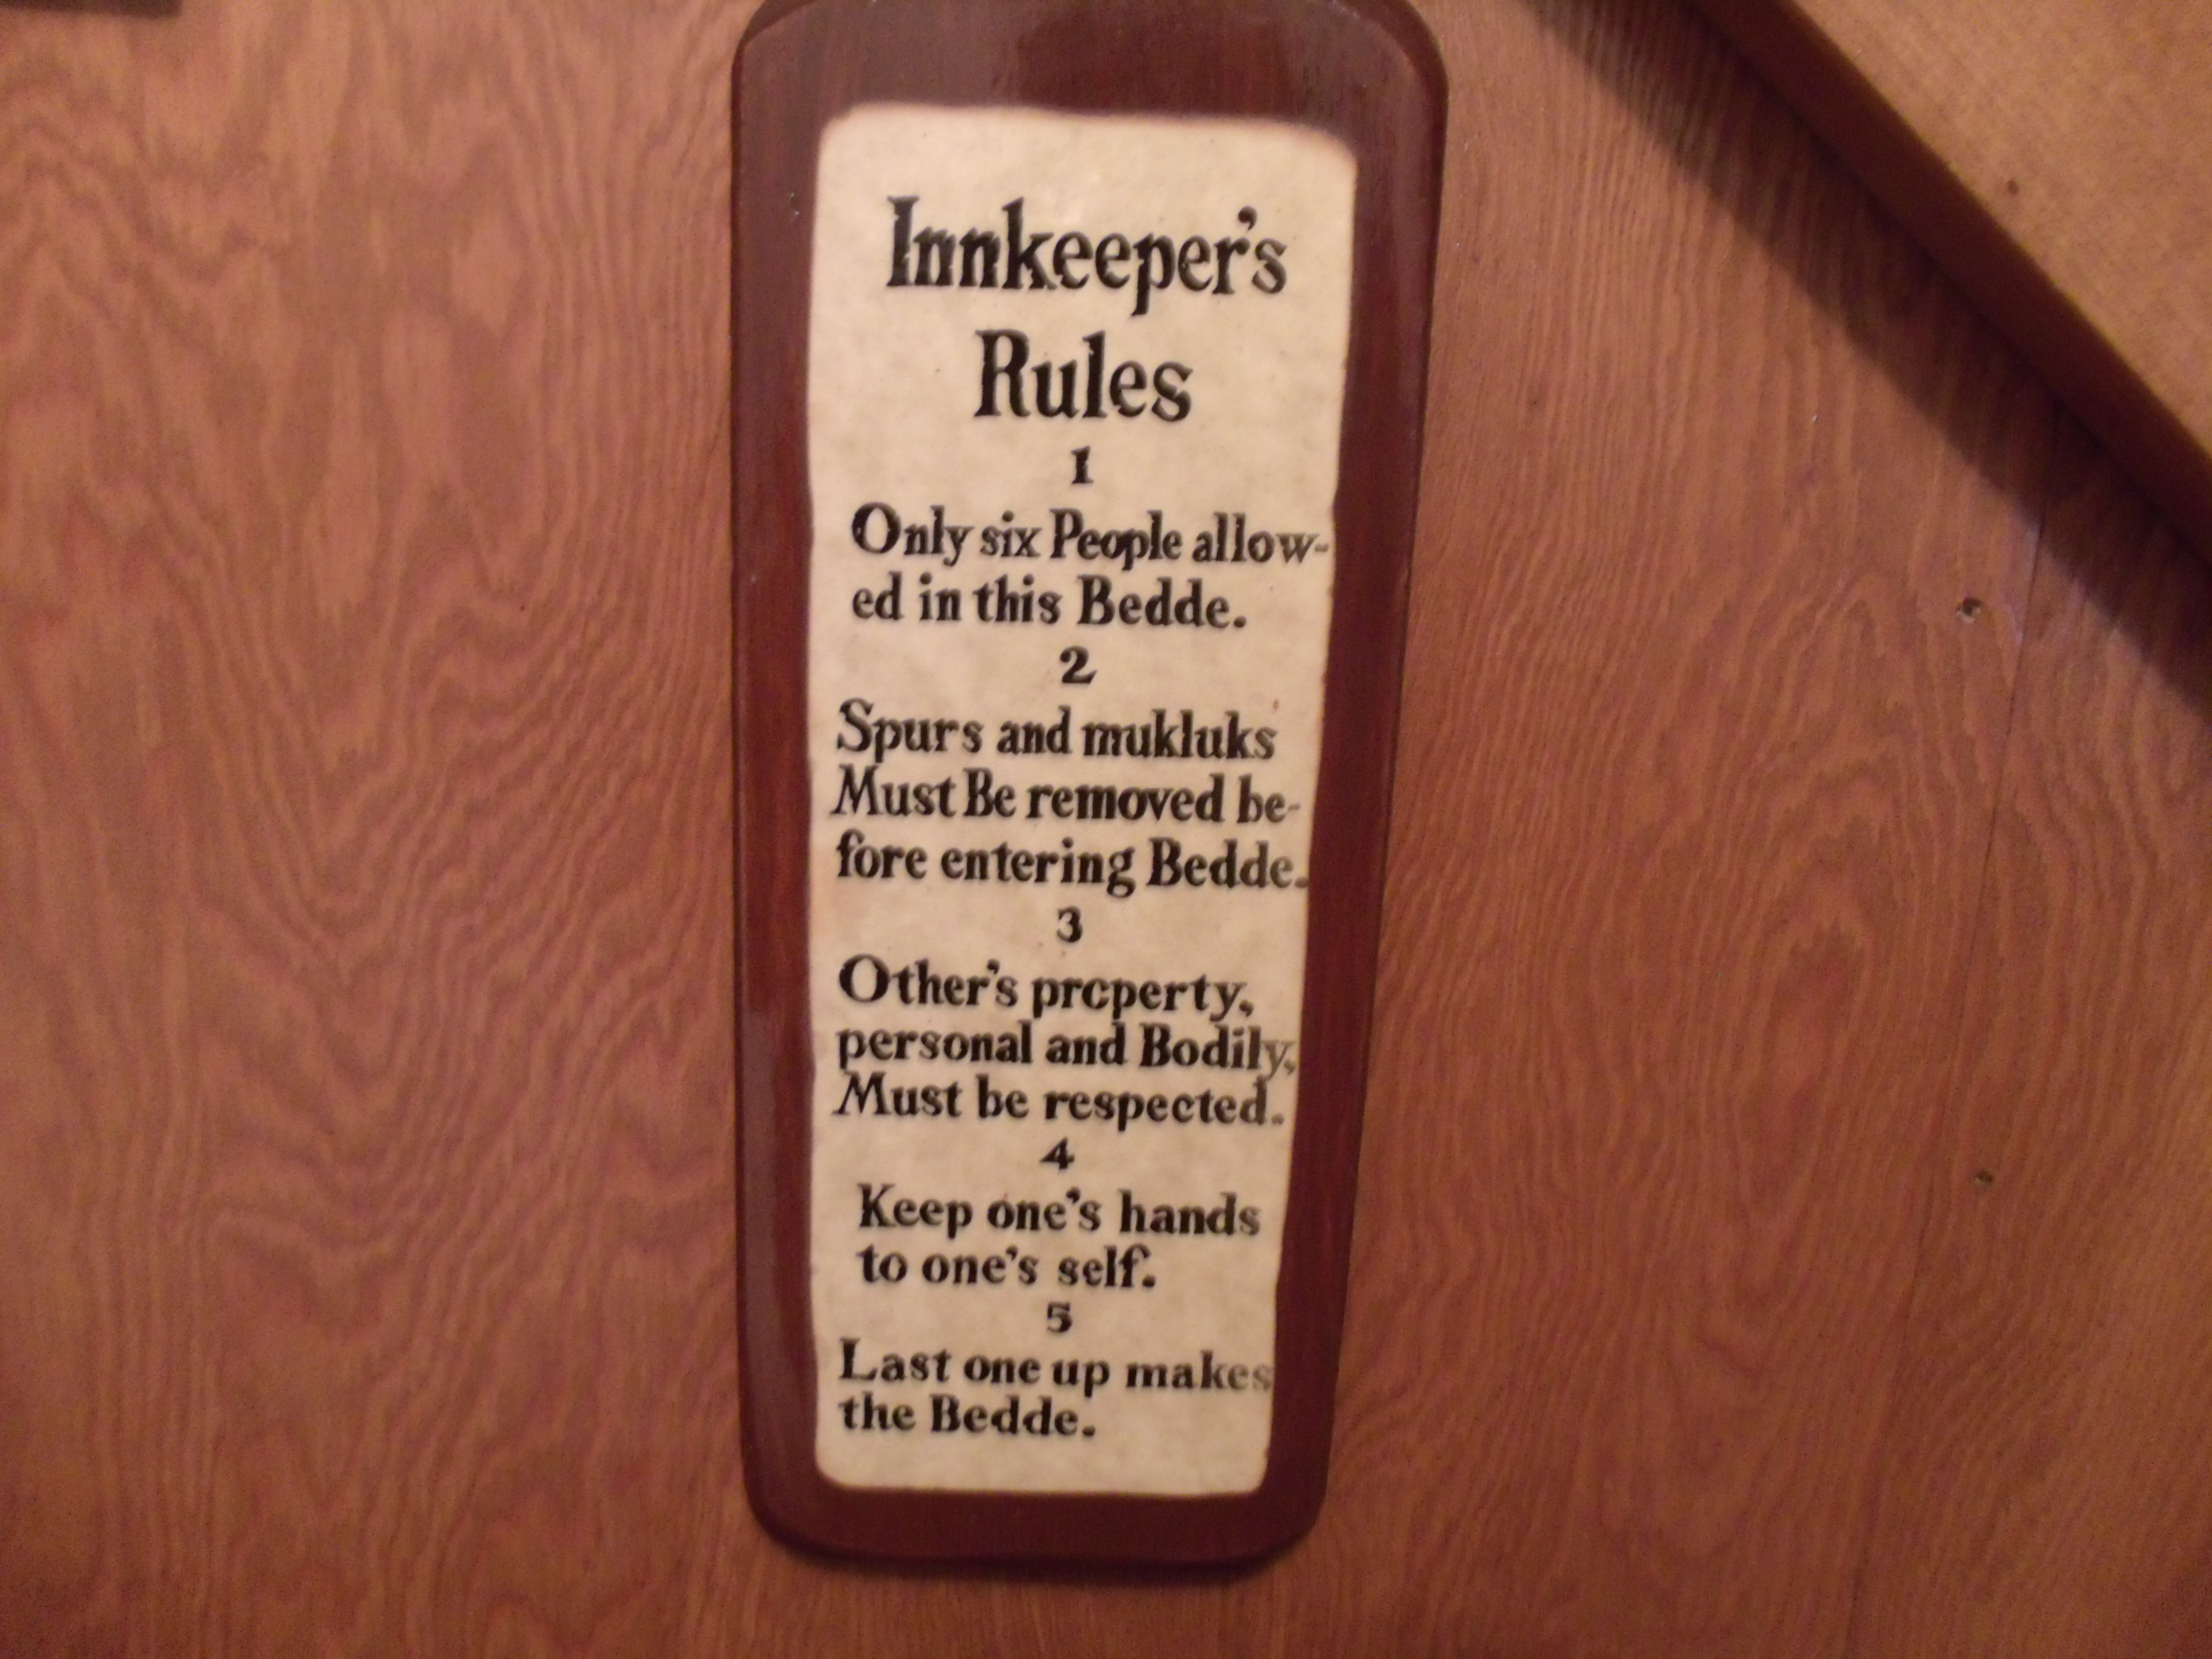 Innkeeper's
Rules
1
Only six People allow-
ed in this Bedde.
2
Spurs and mukluks
Must Be removed be-
fore entering Bedde.
3
Other's property,
personal and Bodily,
Must be respected.
4
Keep one's hands
to one's self.
5
Last one up makes
the Bedde.